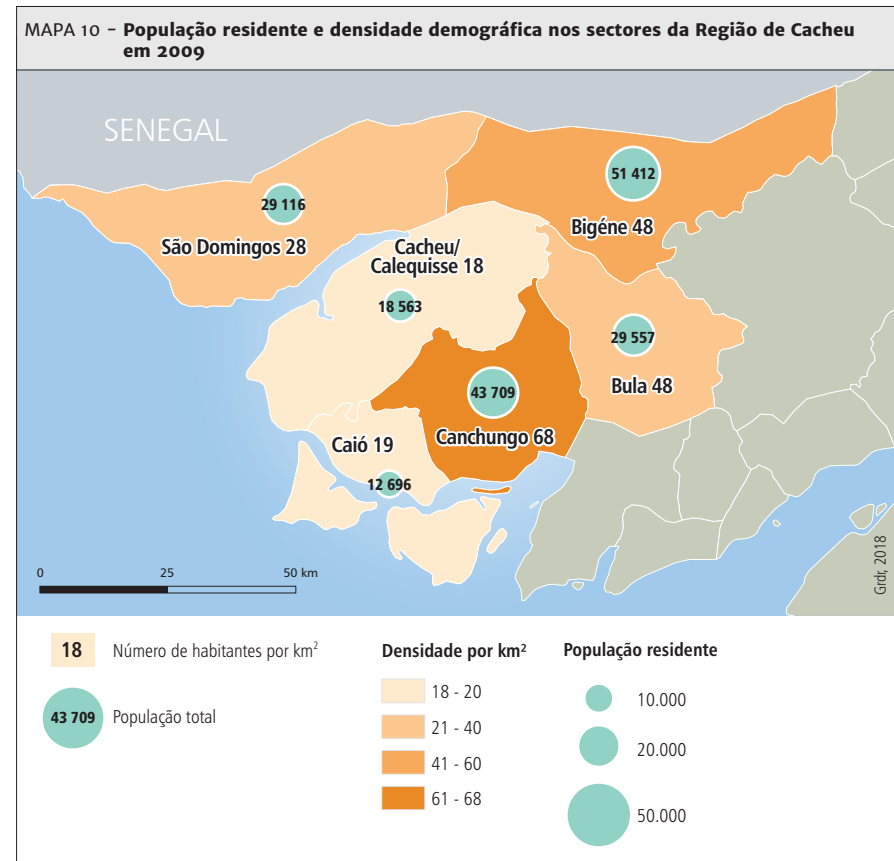 MAPA 10 – População residente e densidade demográfica nos sectores da Região de Cacheu
em 2009
SENEGAL
51 412
Bigéne 48
29 116
São Domingos 28
Cacheu/
Calequisse 18
18 563
29 557
Bula 48
43 709
Canchungo 68
Caió 19
12 696
0 25 50 km
Grdr, 2018
18 Número de habitantes por km²
43 709 População total
Densidade por km²
18 - 20
21 - 40
41 - 60
61 - 68
População residente
10.000
20.000
50.000